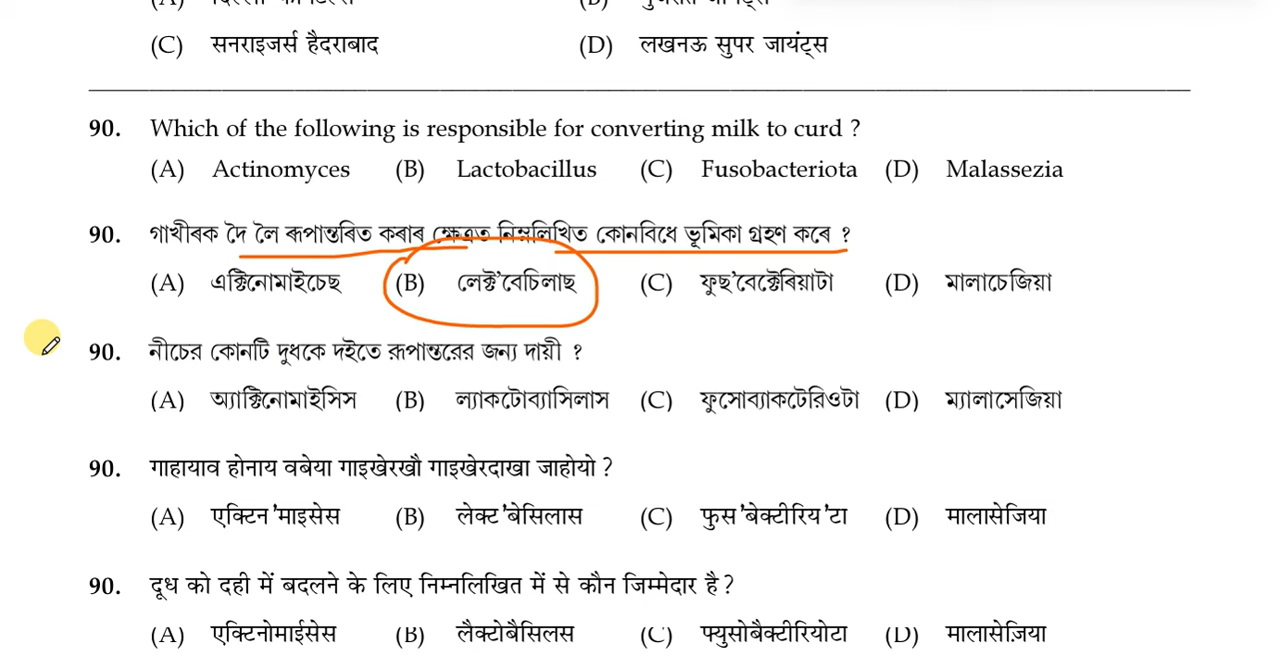 (C) सनराइजर्स हैदराबाद (D) लखनऊ सुपर जायंट्स
90. Which of the following is responsible for converting milk to curd ?
(A) Actinomyces (B) Lactobacillus (C) Fusobacteriota (D) Malassezia
90. গাখীৰক দৈ লৈ ৰূপান্তৰিত কৰাৰ ক্ষেত্ৰত নিম্নলিখিত কোনবিধে ভূমিকা গ্ৰহণ কৰে ?
(A) এক্টিনোমাইচেছ (B) লেক্ট'বেচিলাছ (C) ফুছ'বেক্টেৰিয়াটা (D) মালাচেজিয়া
90. নীচের কোনটি দুধকে দইতে রূপান্তরের জন্য দায়ী ?
(A) অ্যাক্টিনোমাইসিস (B) ল্যাকটোব্যাসিলাস (C) ফুসোব্যাকটেরিওটা (D) ম্যালাসেজিয়া
90. गाहायाव होनाय वबेया गाइखेरखौ गाइखेरदाखा जाहोयो ?
(A) एक्टिन'माइसेस (B) लेक्ट'बेसिलास (C) फुस'बेक्टीरिय'टा (D) मालासेजिया
90. दूध को दही में बदलने के लिए निम्नलिखित में से कौन जिम्मेदार है ?
(A) एक्टिनोमाईसेस (B) लैक्टोबैसिलस (C) फ्युसोबैक्टीरियोटा (D) मालासेज़िया